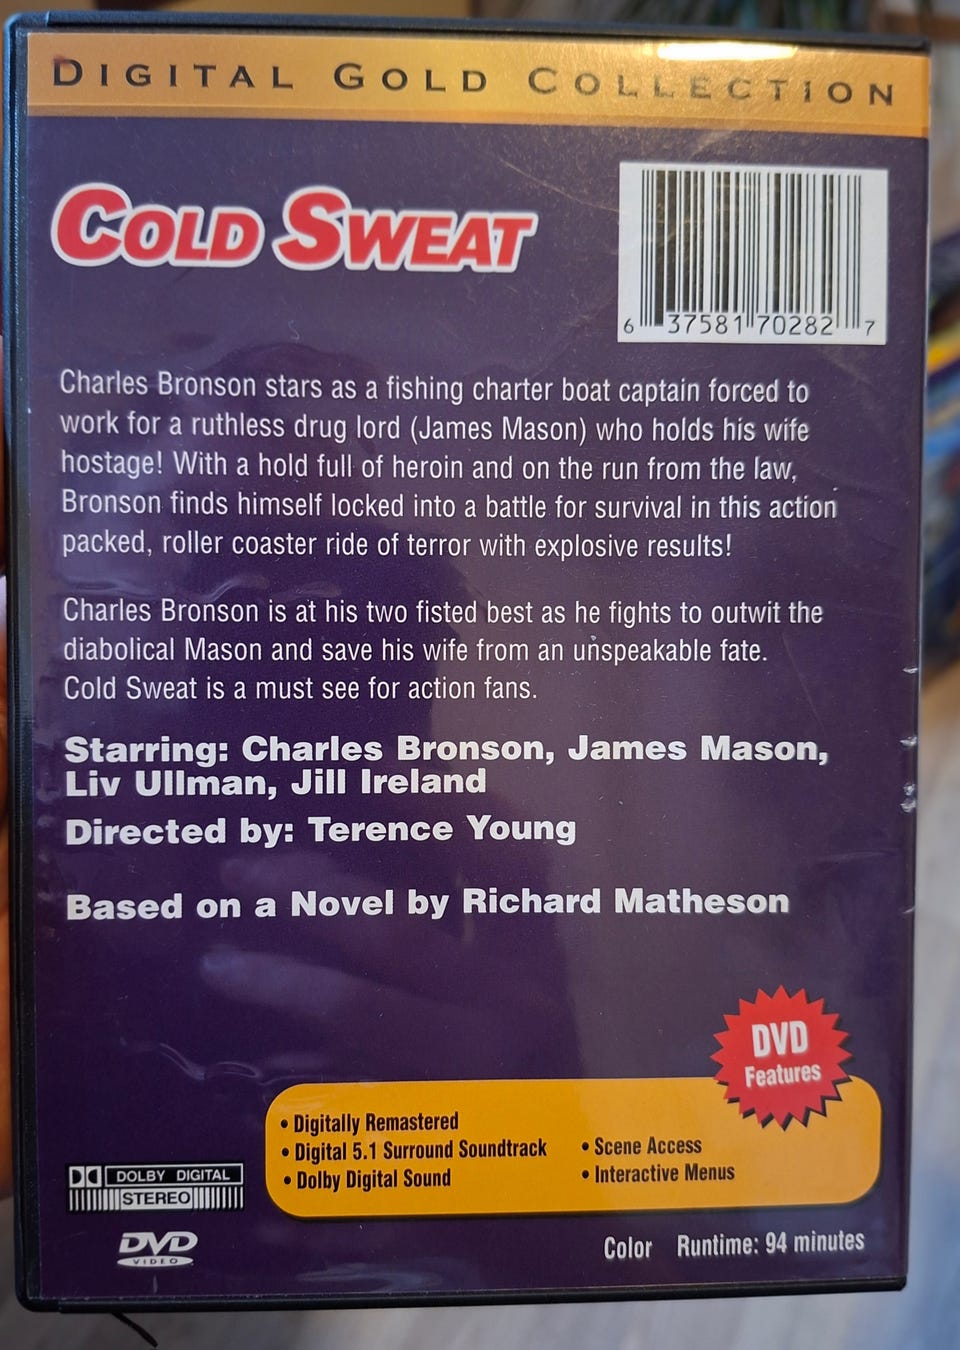 DIGITAL GOLD COLLECTION
COLD SWEAT
6 37581 70282 7
Charles Bronson stars as a fishing charter boat captain forced to
work for a ruthless drug lord (James Mason) who holds his wife
hostage! With a hold full of heroin and on the run from the law,
Bronson finds himself locked into a battle for survival in this action
packed, roller coaster ride of terror with explosive results!
Charles Bronson is at his two fisted best as he fights to outwit the
diabolical Mason and save his wife from an unspeakable fate.
Cold Sweat is a must see for action fans.
Starring: Charles Bronson, James Mason,
Liv Ullman, Jill Ireland
Directed by: Terence Young
Based on a Novel by Richard Matheson
DVD
Features
• Digitally Remastered
• Digital 5.1 Surround Soundtrack
• Dolby Digital Sound
• Scene Access
• Interactive Menus
DOLBY DIGITAL
STEREO
DVD
VIDEO
Color Runtime: 94 minutes